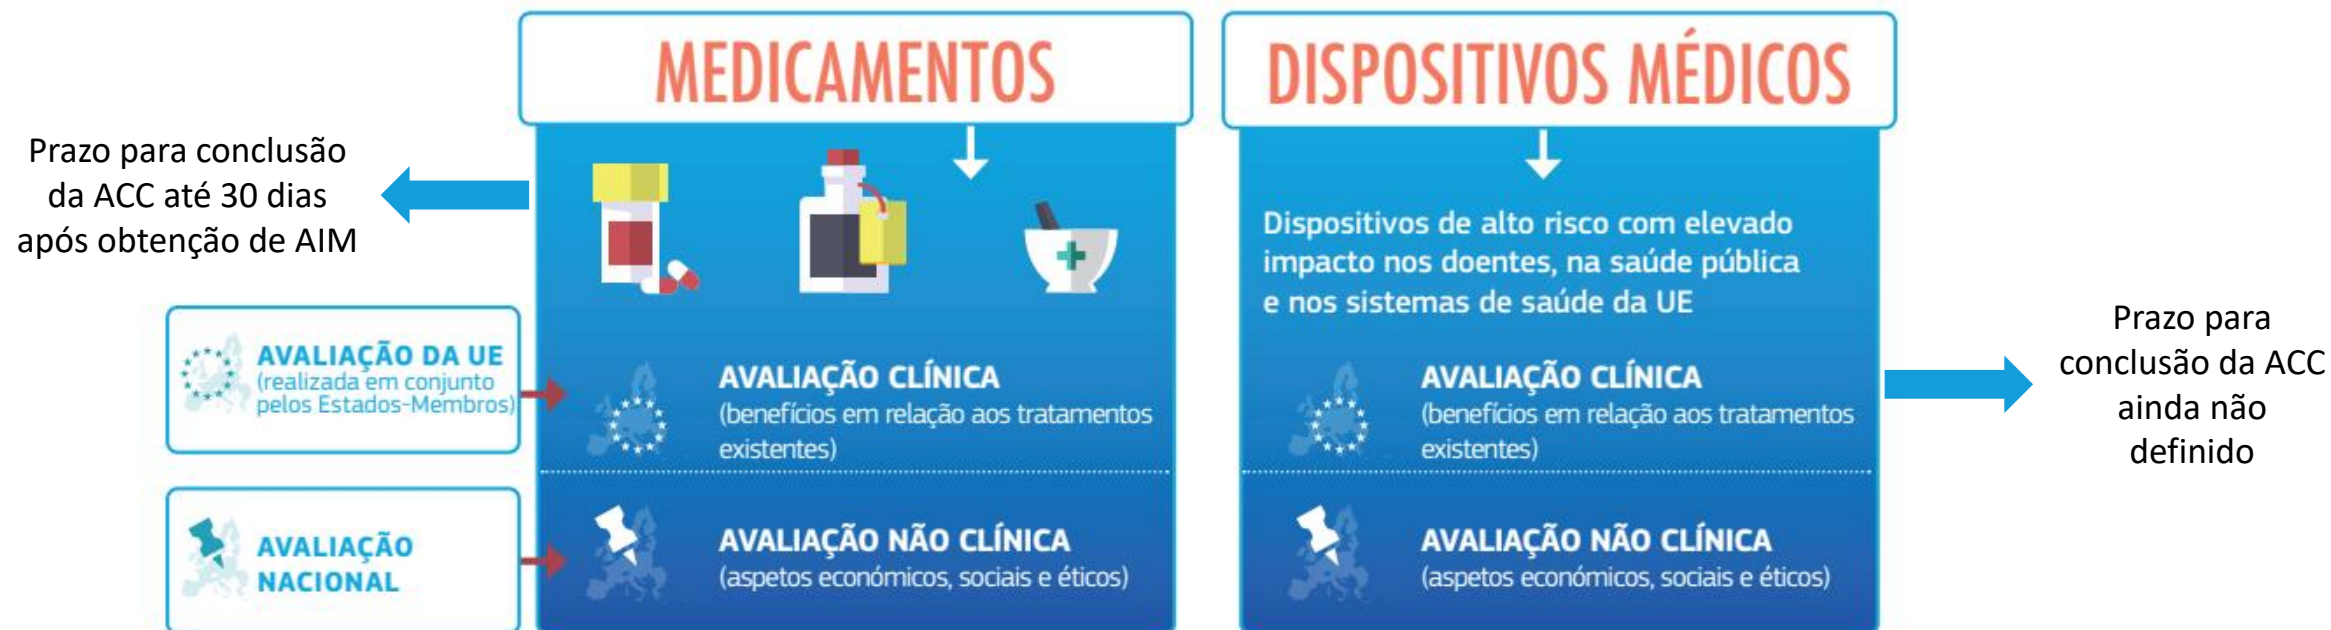 MEDICAMENTOS
DISPOSITIVOS MÉDICOS
Prazo para conclusão
da ACC até 30 dias
após obtenção de AIM
Dispositivos de alto risco com elevado
impacto nos doentes, na saúde pública
e nos sistemas de saúde da UE
Prazo para
conclusão da ACC
ainda não
definido
AVALIAÇÃO DA UE
(realizada em conjunto
pelos Estados-Membros)
AVALIAÇÃO CLÍNICA
(benefícios em relação aos tratamentos
existentes)
AVALIAÇÃO CLÍNICA
(benefícios em relação aos tratamentos
existentes)
AVALIAÇÃO
NACIONAL
AVALIAÇÃO NÃO CLÍNICA
(aspetos económicos, sociais e éticos)
AVALIAÇÃO NÃO CLÍNICA
(aspetos económicos, sociais e éticos)